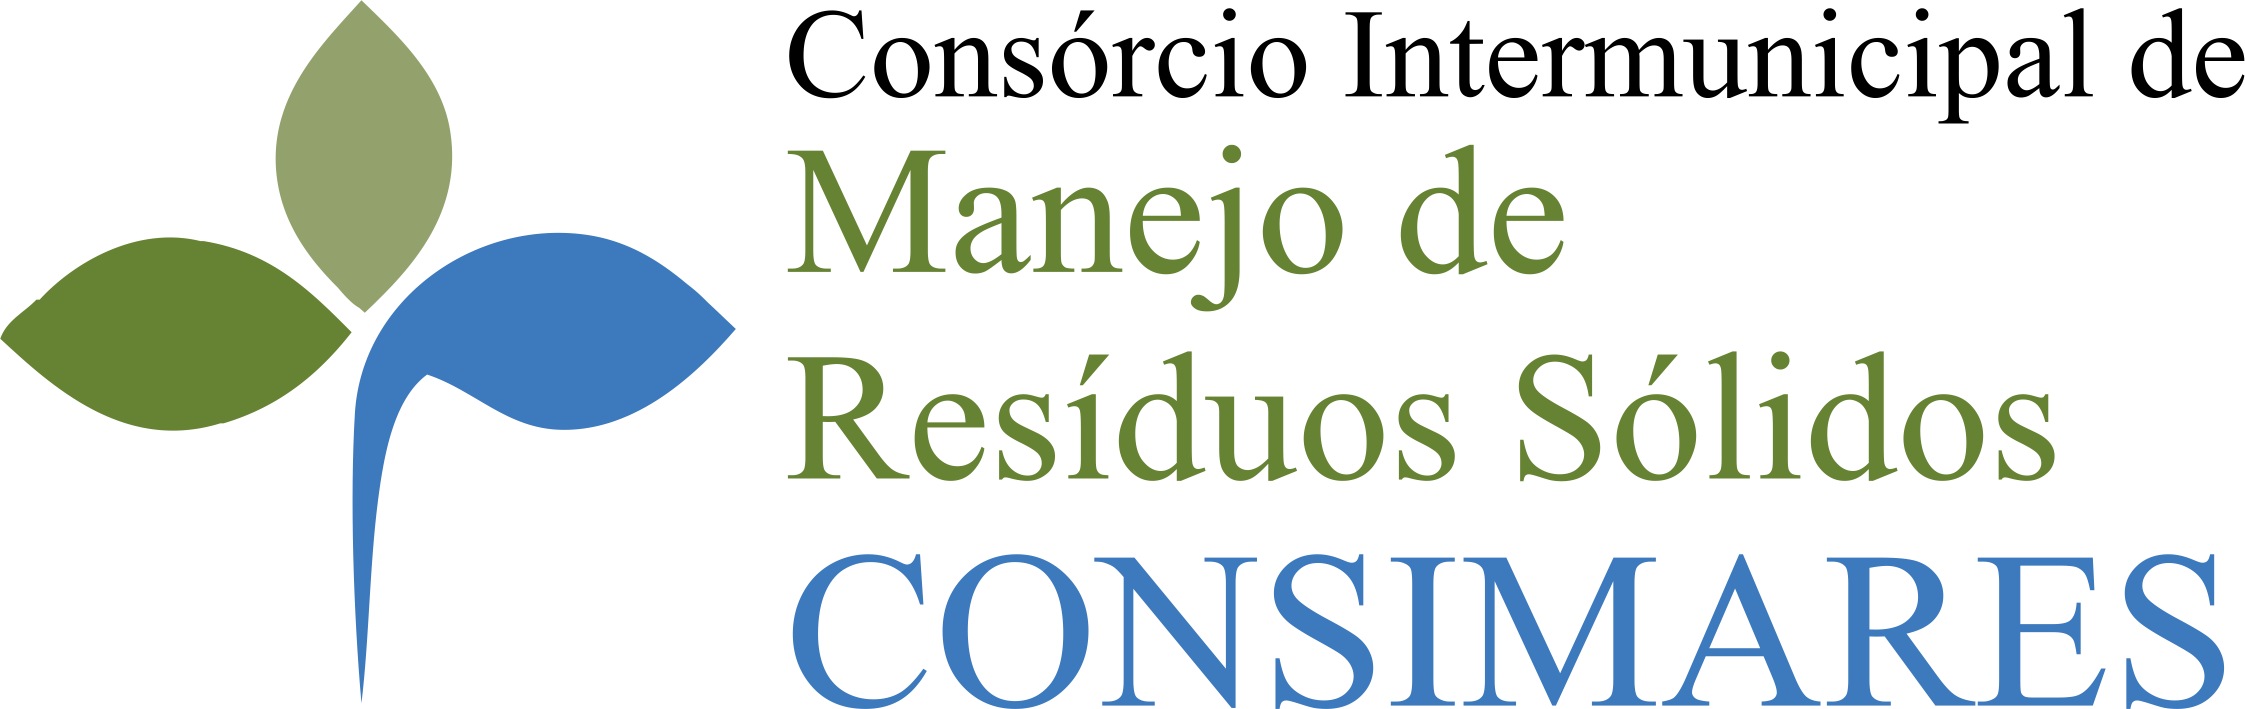 Consórcio Intermunicipal de
Manejo de
Resíduos Sólidos
CONSIMARES